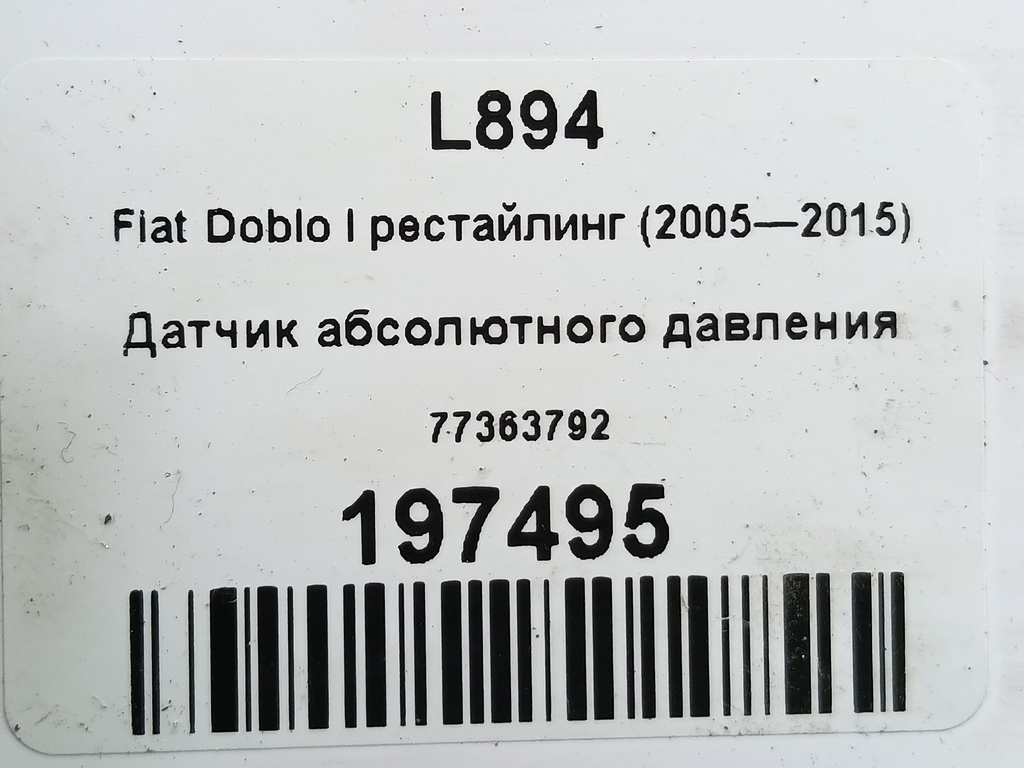 L894
Fiat Doblo I рестайлинг (2005—2015)
Датчик абсолютного давления
77363792
197495